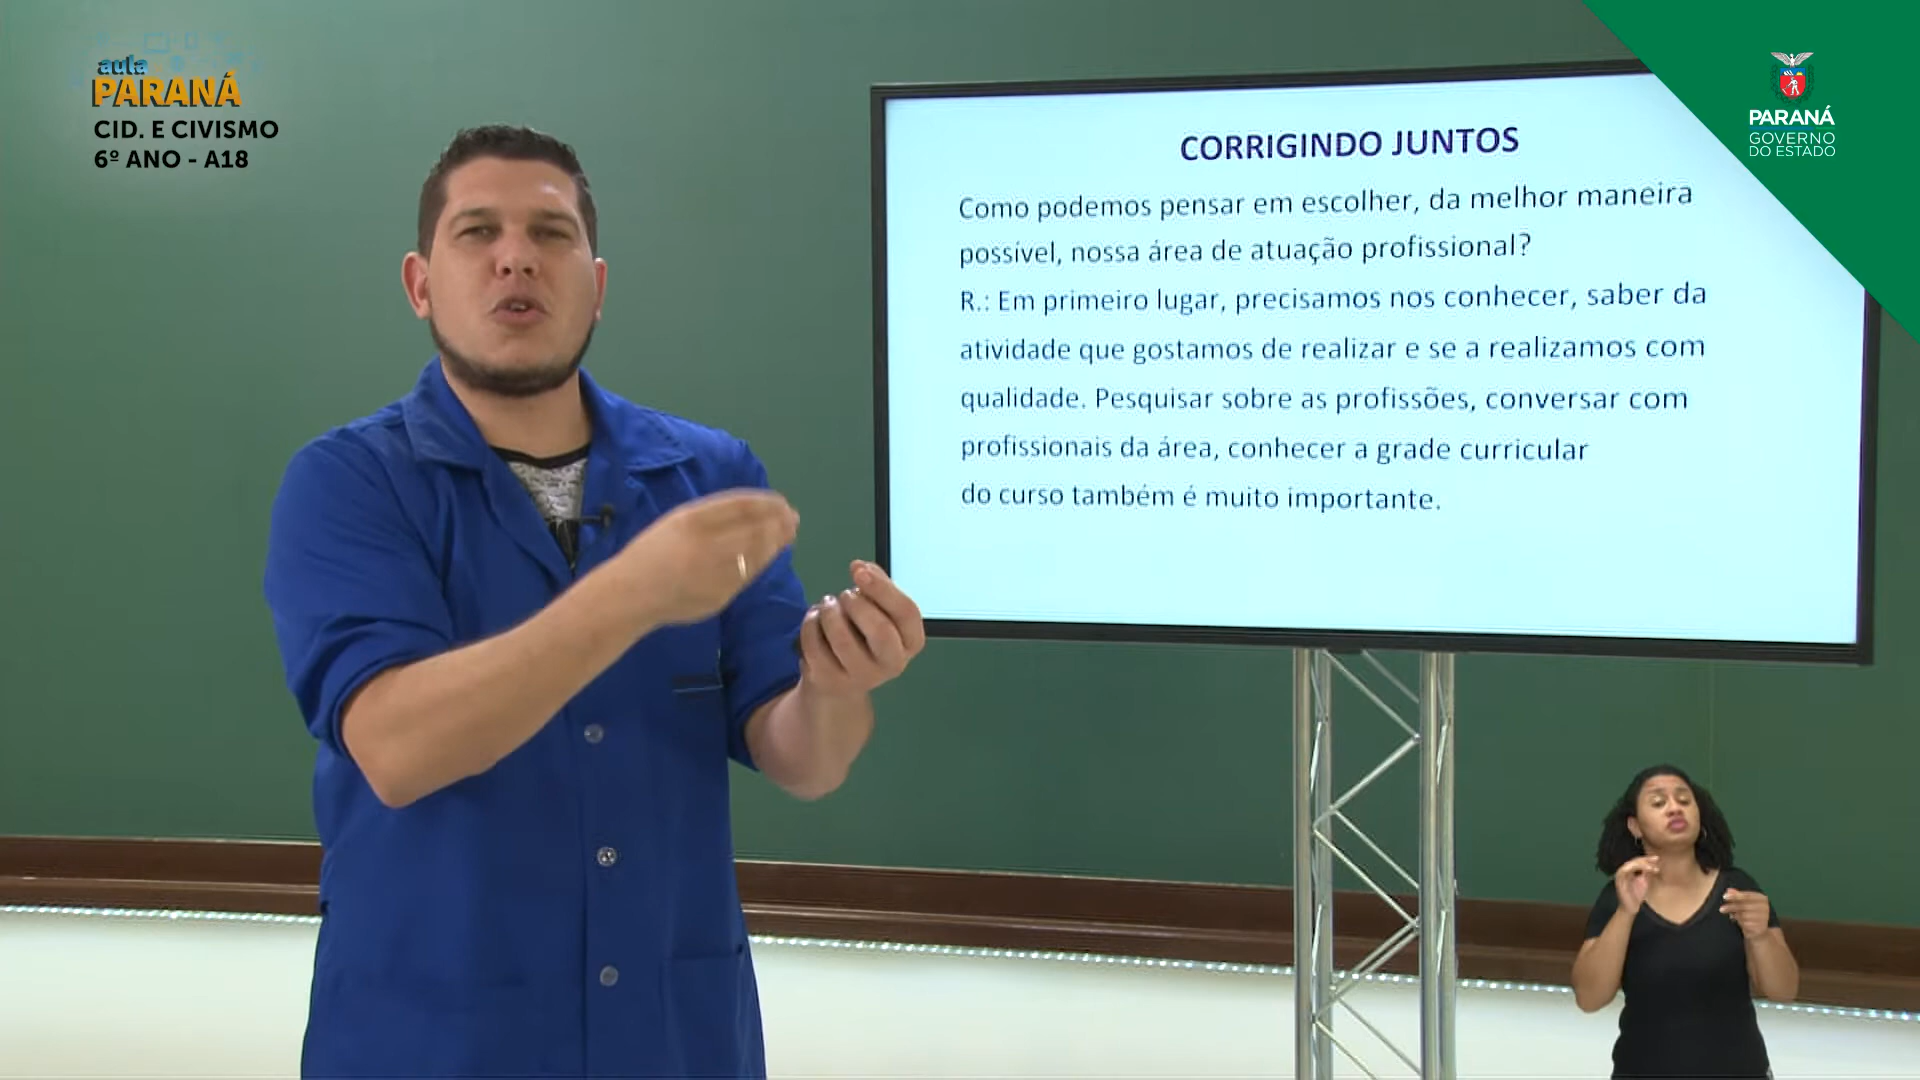 aula
PARANÁ
CID. E CIVISMO
6º ANO - A18
PARANÁ
GOVERNO
DO ESTADO
CORRIGINDO JUNTOS
Como podemos pensar em escolher, da melhor maneira
possível, nossa área de atuação profissional?
R.: Em primeiro lugar, precisamos nos conhecer, saber da
atividade que gostamos de realizar e se a realizamos com
qualidade. Pesquisar sobre as profissões, conversar com
profissionais da área, conhecer a grade curricular
do curso também é muito importante.